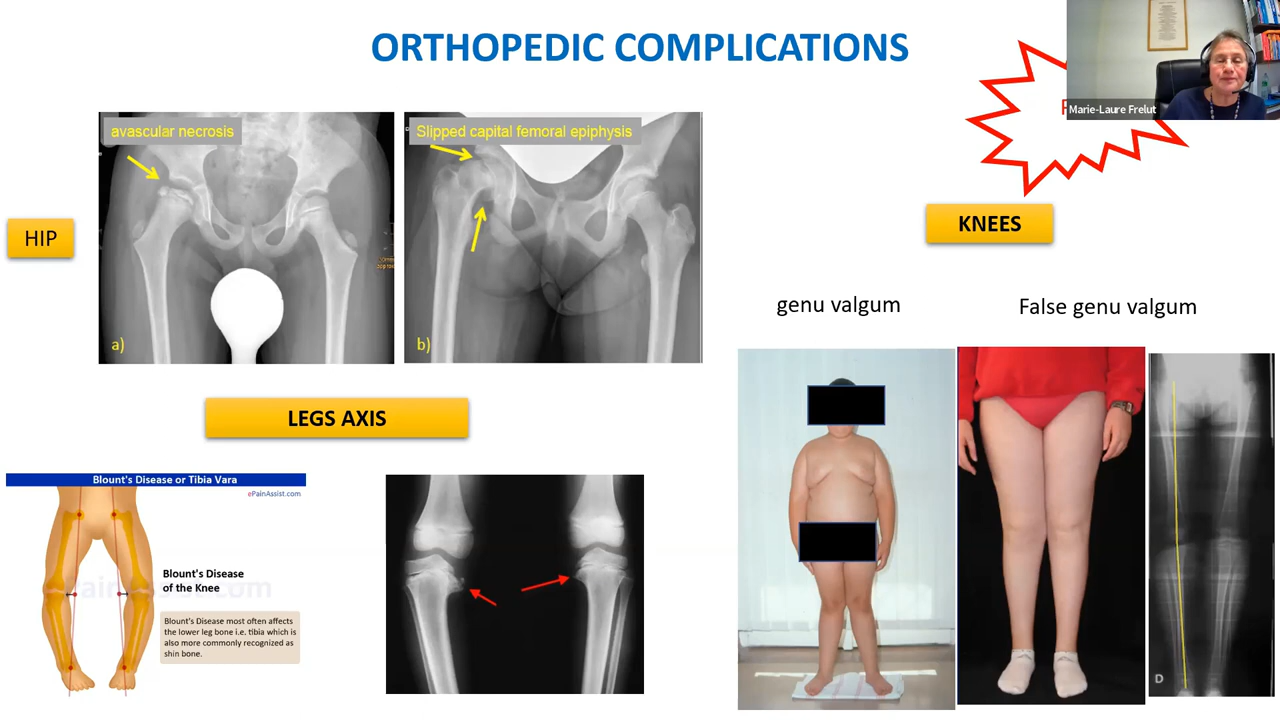 ORTHOPEDIC COMPLICATIONS
Marie-Laure Frelut
avascular necrosis
Slipped capital femoral epiphysis
HIP
KNEES
genu valgum
False genu valgum
a)
b)
LEGS AXIS
Blount's Disease or Tibia Vara
ePainAssist.com
Blount's Disease
of the Knee
Blount's Disease most often affects
the lower leg bone i.e. tibia which is
also more commonly recognized as
shin bone.
D